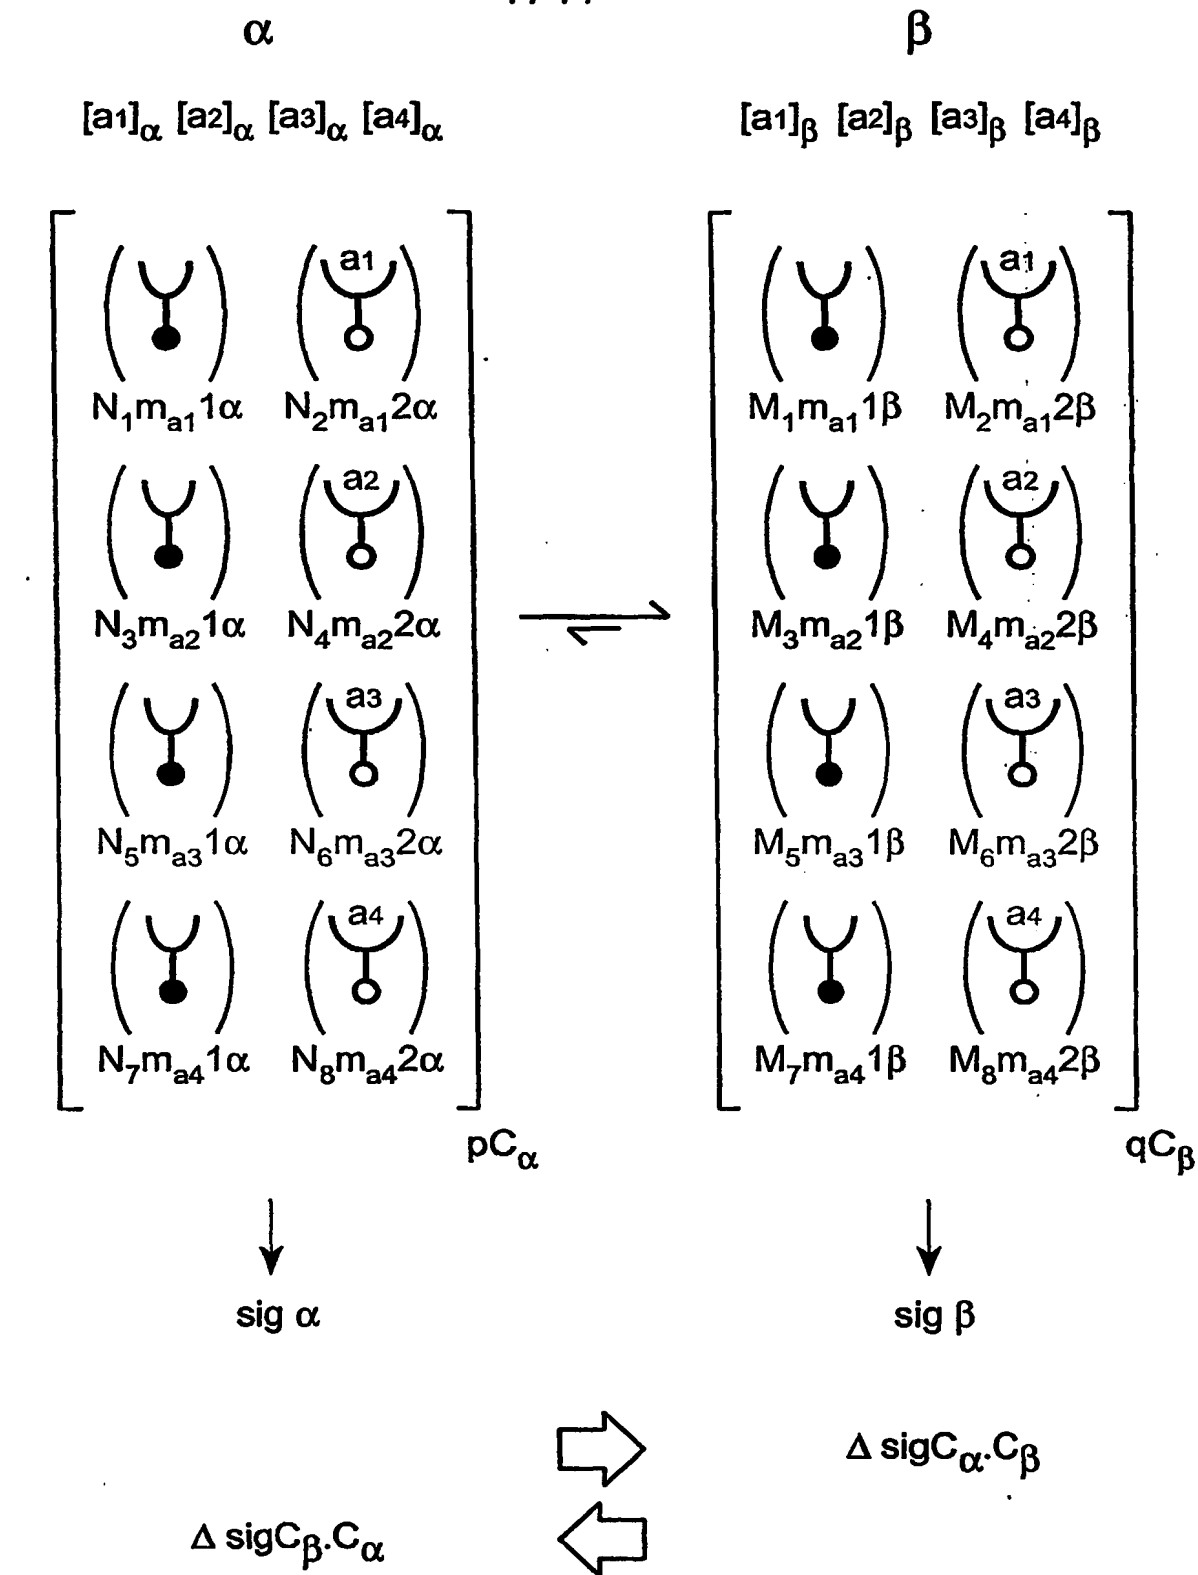 α β
[a1]α [a2]α [a3]α [a4]α [a1]β [a2]β [a3]β [a4]β
a1 a1
N1ma11α N2ma12α M1ma11β M2ma12β
a2 a2
N3ma21α N4ma22α M3ma21β M4ma22β
a3 a3
N5ma31α N6ma32α M5ma31β M6ma32β
a4 a4
N7ma41α N8ma42α M7ma41β M8ma42β
pCα qCβ
sig α sig β
Δ sigCα.Cβ
Δ sigCβ.Cα